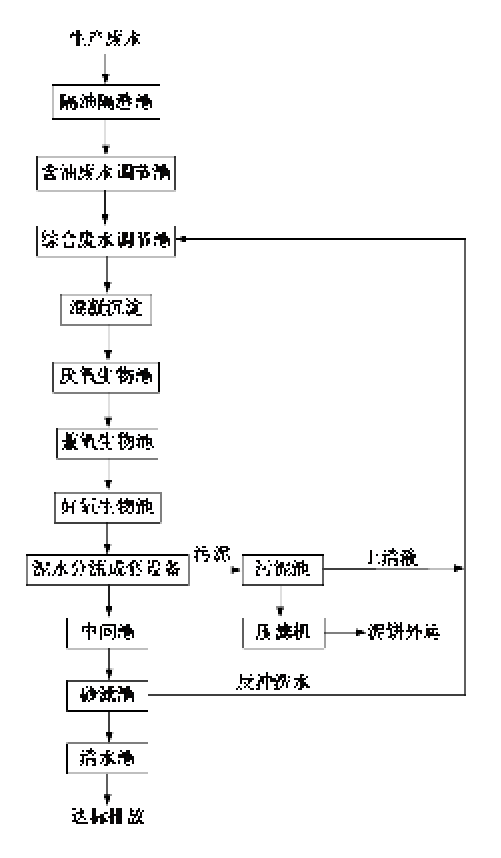 生产废水
隔油隔渣池
含油废水调节池
综合废水调节池
混凝沉淀
厌氧生物池
兼氧生物池
好氧生物池
泥水分流成套设备
污泥
污泥池
上清液
中间池
压滤机
泥饼外运
砂滤池
反冲洗水
清水池
达标排放